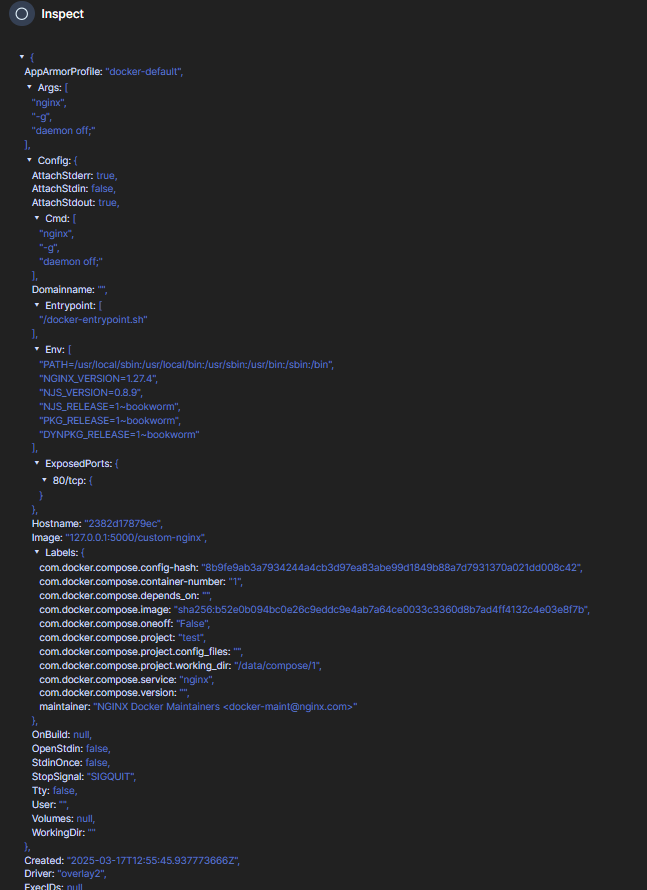 Inspect
{
AppArmorProfile: "docker-default",
Args: [
"nginx",
"-g",
"daemon off;"
],
Config: {
AttachStderr: true,
AttachStdin: false,
AttachStdout: true,
Cmd: [
"nginx",
"-g",
"daemon off;"
],
Domainname: "",
Entrypoint: [
"/docker-entrypoint.sh"
],
Env: [
"PATH=/usr/local/sbin:/usr/local/bin:/usr/sbin:/usr/bin:/sbin:/bin",
"NGINX_VERSION=1.27.4",
"NJS_VERSION=0.8.9",
"NJS_RELEASE=1~bookworm",
"PKG_RELEASE=1~bookworm",
"DYNPKG_RELEASE=1~bookworm"
],
ExposedPorts: {
80/tcp: {
}
},
Hostname: "2382d17879ec",
Image: "127.0.0.1:5000/custom-nginx",
Labels: {
com.docker.compose.config-hash: "8b9fe9ab3a7934244a4cb3d97ea83abe99d1849b88a7d7931370a021dd008c42",
com.docker.compose.container-number: "1",
com.docker.compose.depends_on: "",
com.docker.compose.image: "sha256:b52e0b094bc0e26c9eddc9e4ab7a64ce0033c3360d8b7ad4ff4132c4e03e8f7b",
com.docker.compose.oneoff: "False",
com.docker.compose.project: "test",
com.docker.compose.project.config_files: "",
com.docker.compose.project.working_dir: "/data/compose/1",
com.docker.compose.service: "nginx",
com.docker.compose.version: "",
maintainer: "NGINX Docker Maintainers <docker-maint@nginx.com>"
},
OnBuild: null,
OpenStdin: false,
StdinOnce: false,
StopSignal: "SIGQUIT",
Tty: false,
User: "",
Volumes: null,
WorkingDir: ""
},
Created: "2025-03-17T12:55:45.937773666Z",
Driver: "overlay2",
ExecIDs: null